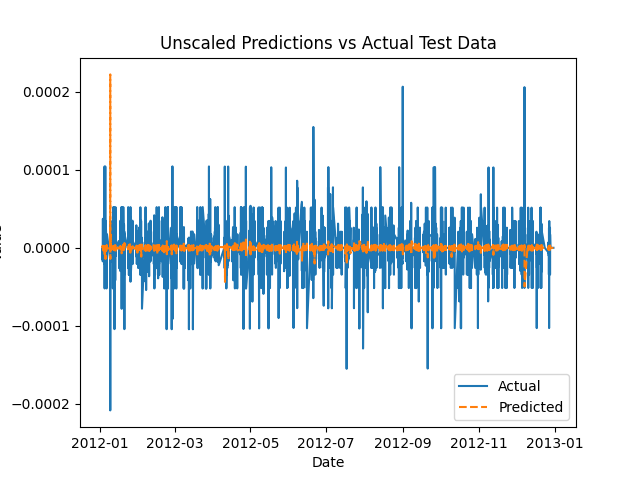 Unscaled Predictions vs Actual Test Data
0.0002
0.0001
0.0000
−0.0001
−0.0002
Actual
Predicted
2012-01 2012-03 2012-05 2012-07 2012-09 2012-11 2013-01
Date